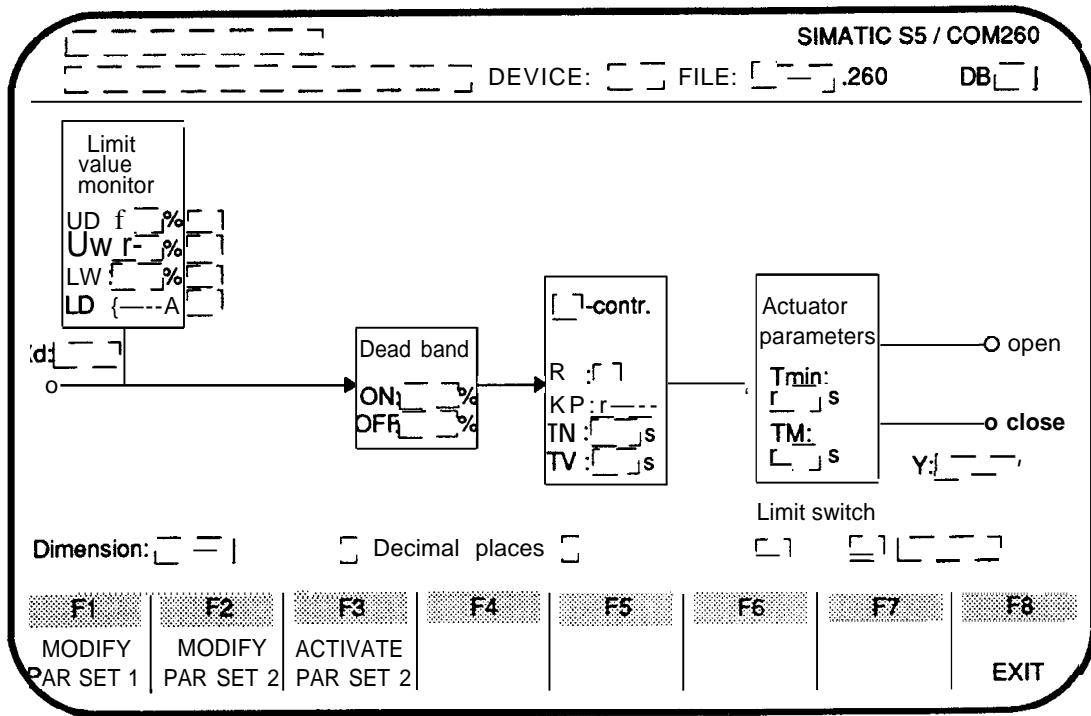 SIMATIC S5 / COM260
DEVICE: FILE: .260 DB
Limit
value
monitor
UD %
Uw %
LW : %
LD
d:
Dead band
ON: %
OFF: %
-contr.
R :
KP :
TN : s
TV : s
Actuator
parameters
Tmin:
s
TM:
s
open
close
Y:
Limit switch
Dimension: Decimal places
F1 F2 F3 F4 F5 F6 F7 F8
MODIFY
PAR SET 1
MODIFY
PAR SET 2
ACTIVATE
PAR SET 2
EXIT